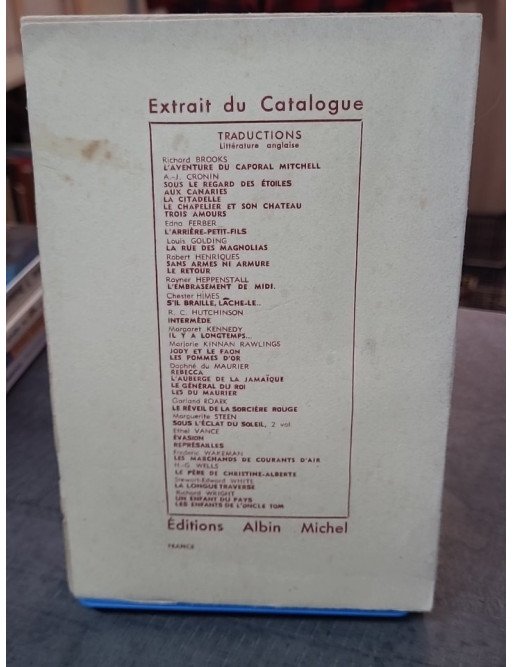 Extrait du Catalogue
TRADUCTIONS
Littérature anglaise
Richard BROOKS
L'AVENTURE DU CAPORAL MITCHELL
A.-J. CRONIN
SOUS LE REGARD DES ÉTOILES
AUX CANARIES
LA CITADELLE
LE CHAPELIER ET SON CHATEAU
TROIS AMOURS
Edna FERBER
L'ARRIÈRE-PETIT-FILS
Louis GOLDING
LA RUE DES MAGNOLIAS
Robert HENRIQUES
SANS ARMES NI ARMURE
LE RETOUR
Rayner HEPPENSTALL
L'EMBRASEMENT DE MIDI.
Chester HIMES
S'IL BRAILLE, LÂCHE-LE..
R. C. HUTCHINSON
INTERMÈDE
Margaret KENNEDY
IL Y A LONGTEMPS...
Marjorie KINNAN RAWLINGS
JODY ET LE FAON
LES POMMES D'OR
Daphné du MAURIER
REBECCA
L'AUBERGE DE LA JAMAÏQUE
LE GÉNÉRAL DU ROI
LES DU MAURIER
Garland ROARK
LE RÉVEIL DE LA SORCIÈRE ROUGE
Marguerite STEEN
SOUS L'ÉCLAT DU SOLEIL, 2 vol
Ethel VANCE
ÉVASION
REPRÉSAILLES
Frederic WAKEMAN
LES MARCHANDS DE COURANTS D'AIR
H.-G. WELLS
LE PÈRE DE CHRISTINE-ALBERTE
Stewart-Edward WHITE
LA LONGUE TRAVERSE
Richard WRIGHT
UN ENFANT DU PAYS
LES ENFANTS DE L'ONCLE TOM
Éditions Albin Michel
FRANCE